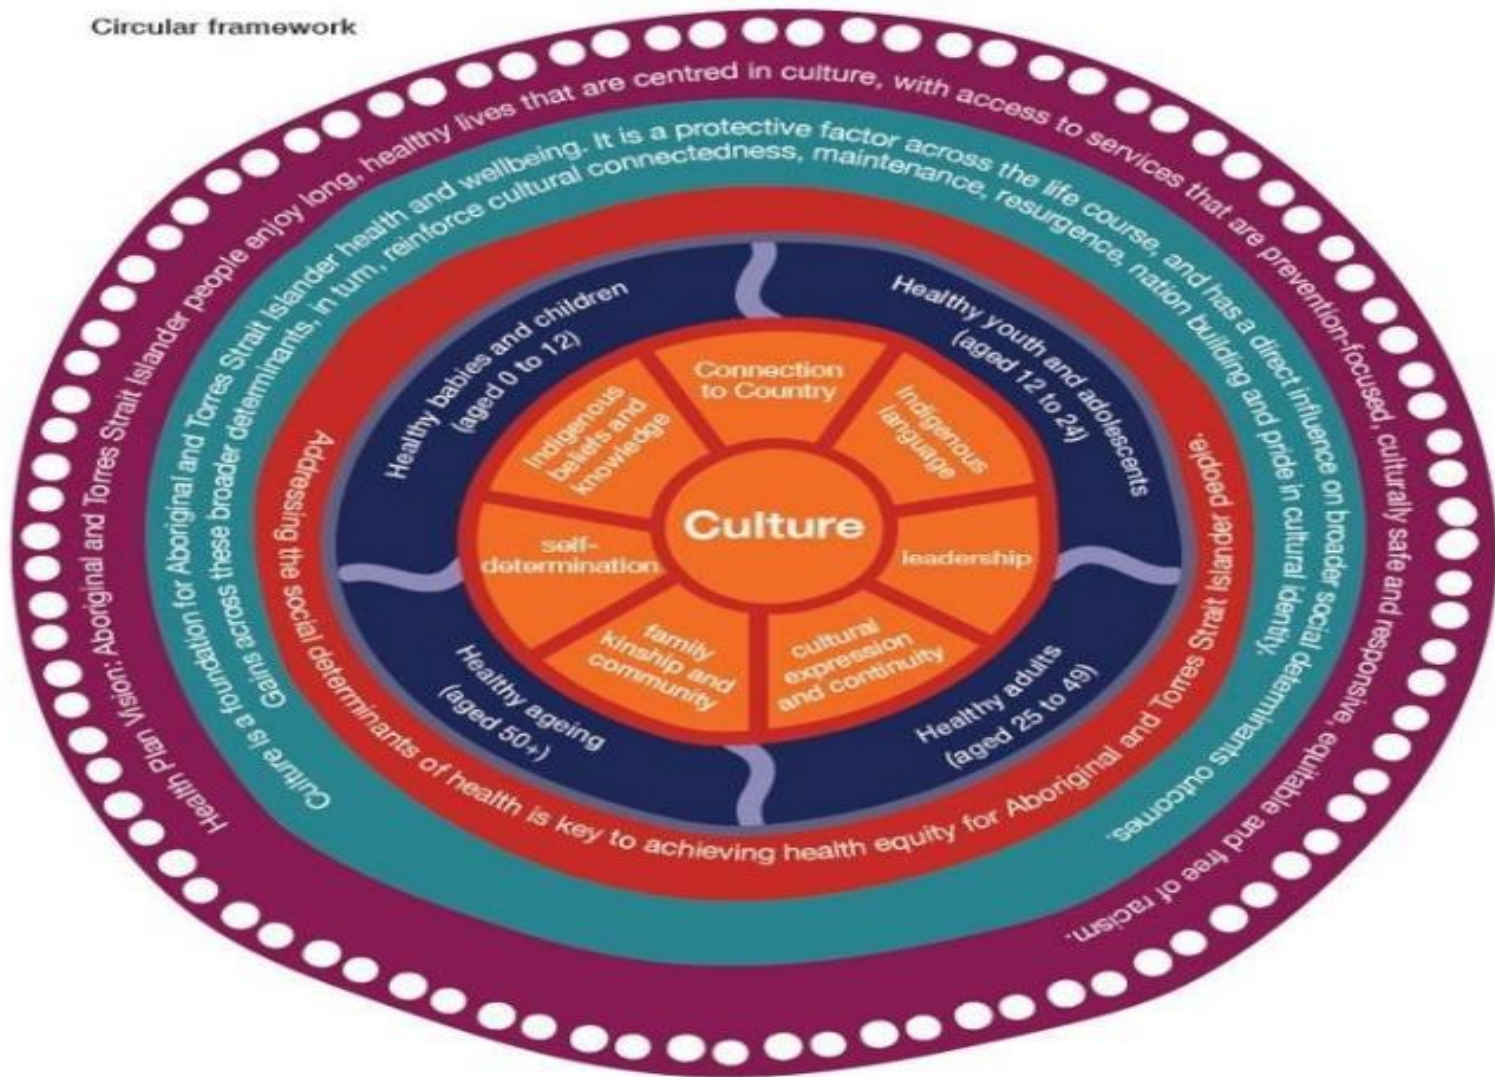 Circular framework
Health Plan Vision: Aboriginal and Torres Strait Islander people enjoy long, healthy lives that are centred in culture, with access to services that are prevention-focused, culturally safe and responsive, equitable and free of racism.
Culture is a foundation for Aboriginal and Torres Strait Islander health and wellbeing. It is a protective factor across the life course, and has a direct influence on broader social determinants outcomes.
Gains across these broader determinants, in turn, reinforce cultural connectedness, maintenance, resurgence, nation building and pride in cultural identity.
Addressing the social determinants of health is key to achieving health equity for Aboriginal and Torres Strait Islander people.
Healthy babies and children
(aged 0 to 12)
Healthy youth and adolescents
(aged 12 to 24)
Healthy adults
(aged 25 to 49)
Healthy ageing
(aged 50+)
Connection
to Country
Indigenous
language
leadership
cultural
expression
and continuity
family
kinship and
community
self-
determination
Indigenous
beliefs and
knowledge
Culture